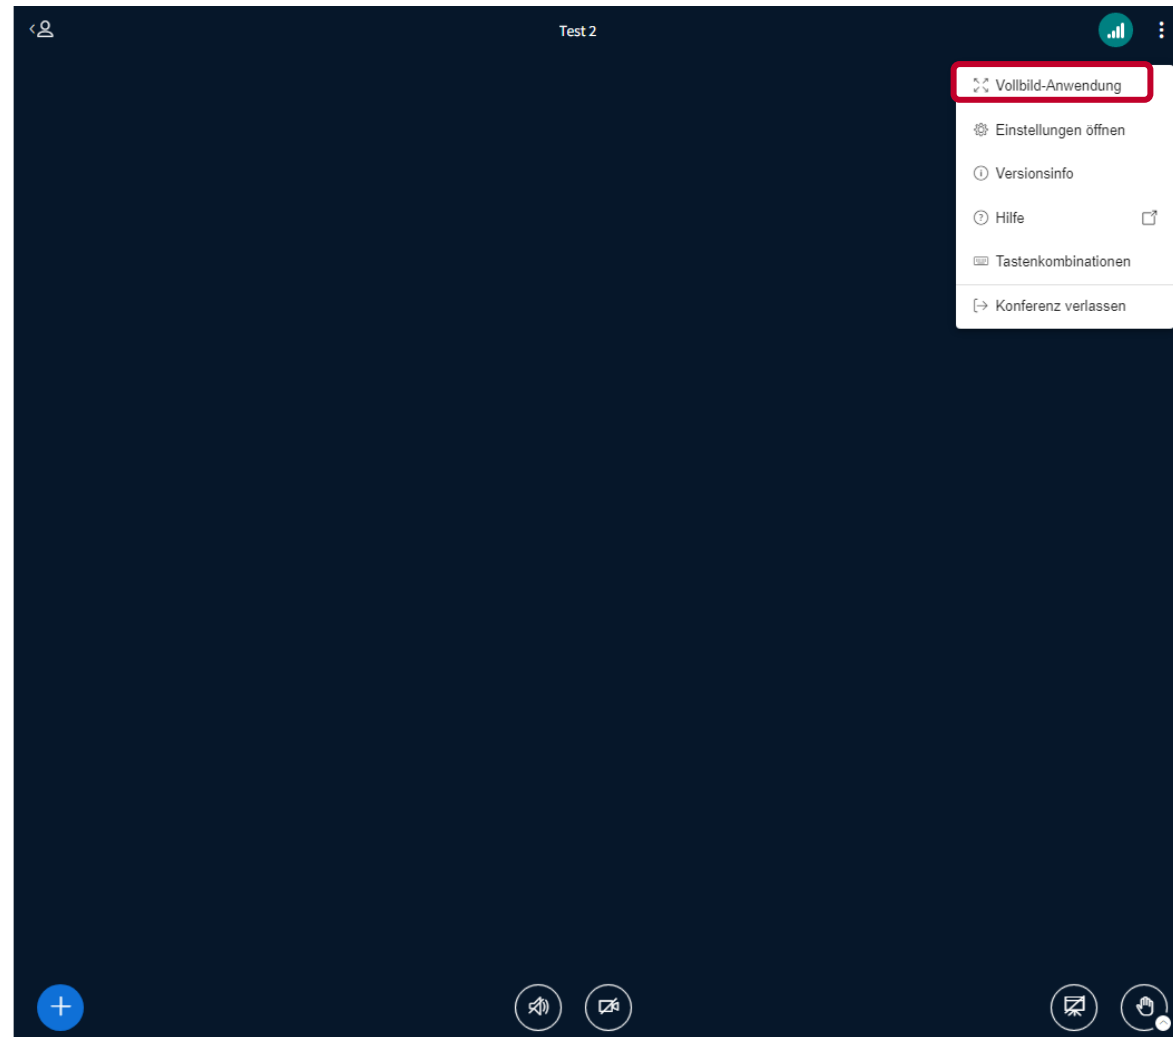 Test 2
Vollbild-Anwendung
Einstellungen öffnen
Versionsinfo
Hilfe
Tastenkombinationen
Konferenz verlassen